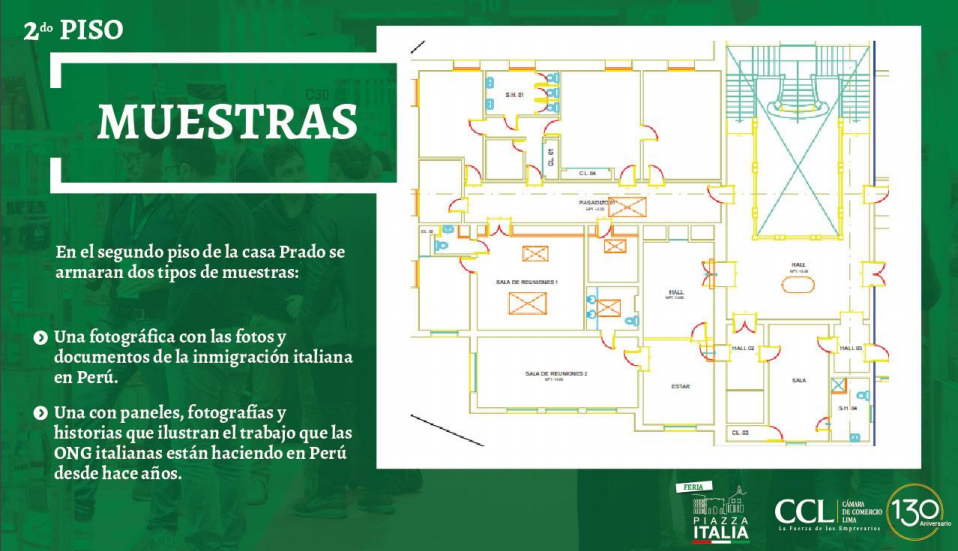 2do PISO
MUESTRAS
En el segundo piso de la casa Prado se
armaran dos tipos de muestras:
Una fotográfica con las fotos y
documentos de la inmigración italiana
en Perú.
Una con paneles, fotografías y
historias que ilustran el trabajo que las
ONG italianas están haciendo en Perú
desde hace años.
S.H. 01
CL. 01
C.L. 04
PASADIZO 01
SALA DE REUNIONES 1
HALL
HALL
SALA DE REUNIONES 2
ESTAR
HALL 02
HALL 03
SALA
S.H. 04
CL. 03
FERIA
PIAZZA
ITALIA
CCL
CÁMARA
DE COMERCIO
LIMA
La Fuerza de los Empresarios
130
Aniversario